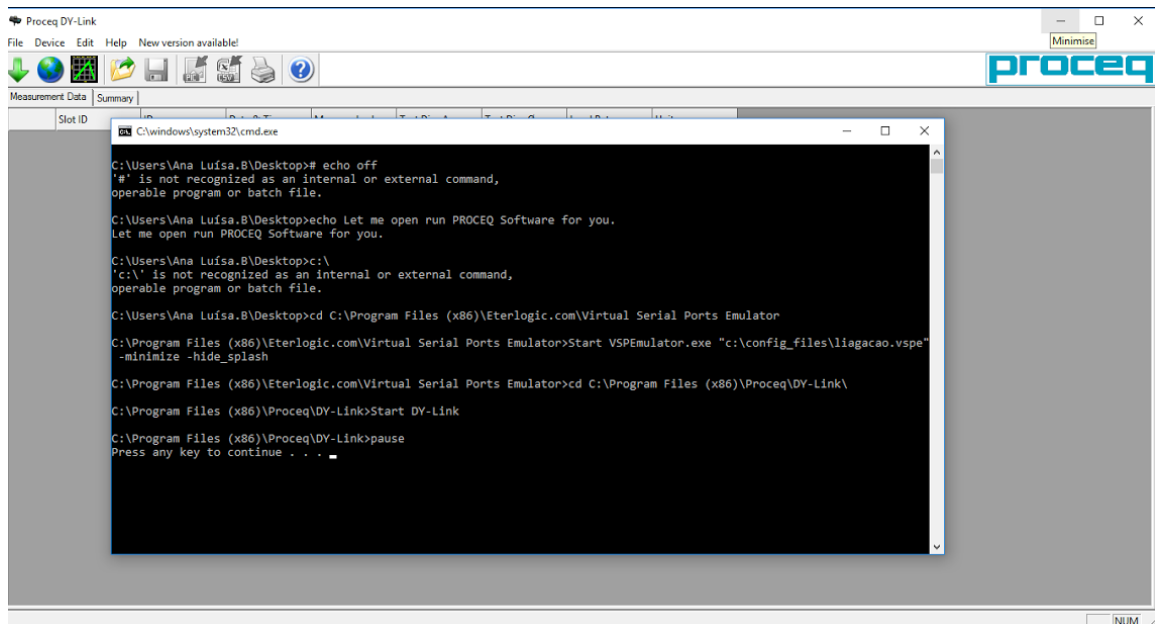 Proceq DY-Link
File Device Edit Help New version available!
Minimise
proceq
Measurement Data Summary
Slot ID
C:\windows\system32\cmd.exe
C:\Users\Ana Luísa.B\Desktop># echo off
'#' is not recognized as an internal or external command,
operable program or batch file.
C:\Users\Ana Luísa.B\Desktop>echo Let me open run PROCEQ Software for you.
Let me open run PROCEQ Software for you.
C:\Users\Ana Luísa.B\Desktop>c:\
'c:\' is not recognized as an internal or external command,
operable program or batch file.
C:\Users\Ana Luísa.B\Desktop>cd C:\Program Files (x86)\Eterlogic.com\Virtual Serial Ports Emulator
C:\Program Files (x86)\Eterlogic.com\Virtual Serial Ports Emulator>Start VSPEmulator.exe "c:\config_files\liagacao.vspe"
-minimize -hide_splash
C:\Program Files (x86)\Eterlogic.com\Virtual Serial Ports Emulator>cd C:\Program Files (x86)\Proceq\DY-Link\
C:\Program Files (x86)\Proceq\DY-Link>Start DY-Link
C:\Program Files (x86)\Proceq\DY-Link>pause
Press any key to continue . . .
NUM